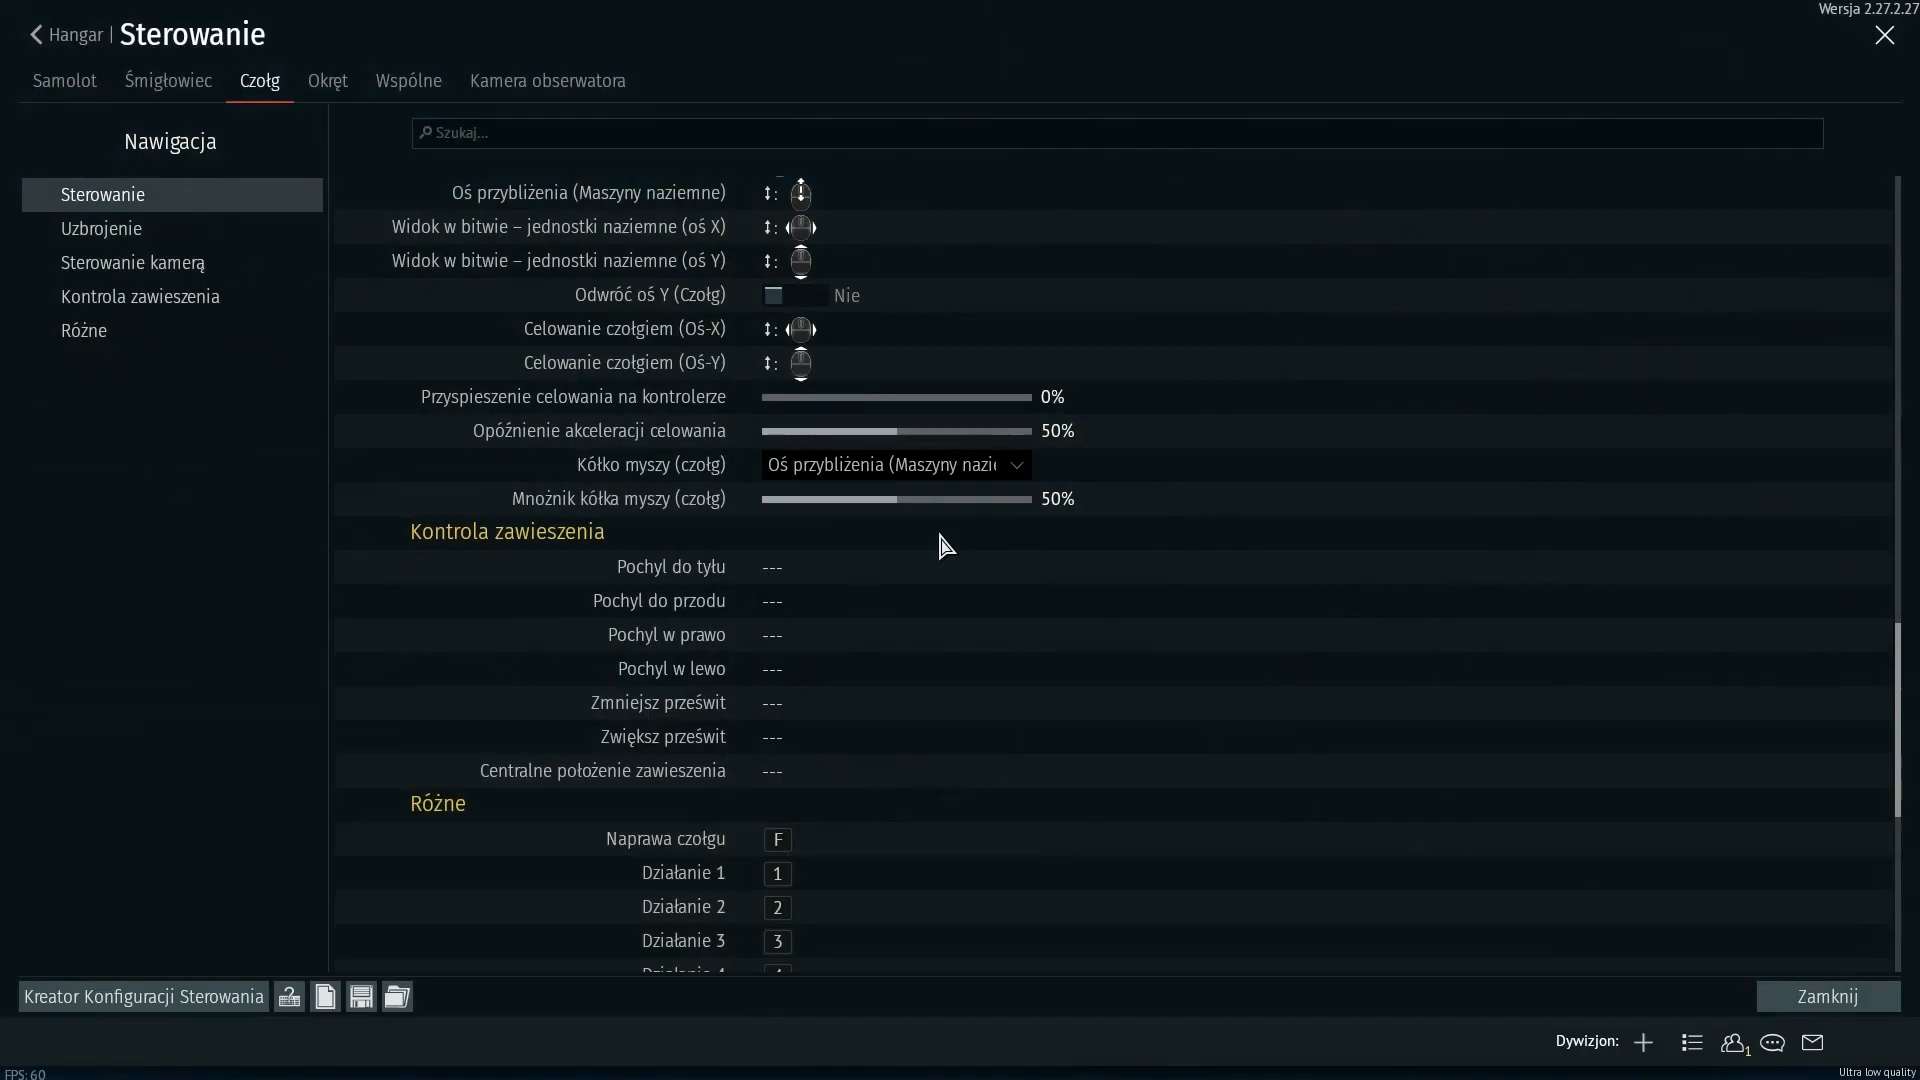 Wersja 2.27.2.27
Hangar | Sterowanie
Samolot Śmigłowiec Czołg Okręt Wspólne Kamera obserwatora
Nawigacja
Szukaj...
Sterowanie
Uzbrojenie
Sterowanie kamerą
Kontrola zawieszenia
Różne
Oś przybliżenia (Maszyny naziemne) :
Widok w bitwie – jednostki naziemne (oś X) :
Widok w bitwie – jednostki naziemne (oś Y) :
Odwróć oś Y (Czołg) Nie
Celowanie czołgiem (Oś-X) :
Celowanie czołgiem (Oś-Y) :
Przyspieszenie celowania na kontrolerze 0%
Opóźnienie akceleracji celowania 50%
Kółko myszy (czołg) Oś przybliżenia (Maszyny nazie
Mnożnik kółka myszy (czołg) 50%
Kontrola zawieszenia
Pochyl do tyłu ---
Pochyl do przodu ---
Pochyl w prawo ---
Pochyl w lewo ---
Zmniejsz prześwit ---
Zwiększ prześwit ---
Centralne położenie zawieszenia ---
Różne
Naprawa czołgu F
Działanie 1 1
Działanie 2 2
Działanie 3 3
Kreator Konfiguracji Sterowania
Zamknij
Dywizjon: 1
FPS: 60
Ultra low quality